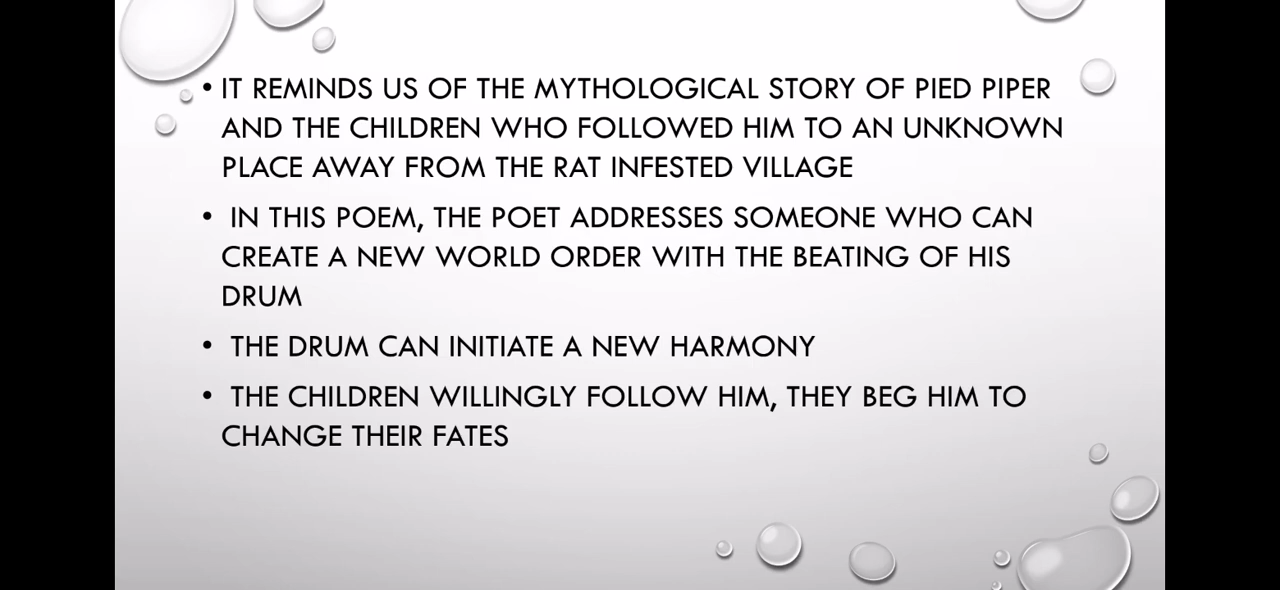 • IT REMINDS US OF THE MYTHOLOGICAL STORY OF PIED PIPER
AND THE CHILDREN WHO FOLLOWED HIM TO AN UNKNOWN
PLACE AWAY FROM THE RAT INFESTED VILLAGE
• IN THIS POEM, THE POET ADDRESSES SOMEONE WHO CAN
CREATE A NEW WORLD ORDER WITH THE BEATING OF HIS
DRUM
• THE DRUM CAN INITIATE A NEW HARMONY
• THE CHILDREN WILLINGLY FOLLOW HIM, THEY BEG HIM TO
CHANGE THEIR FATES